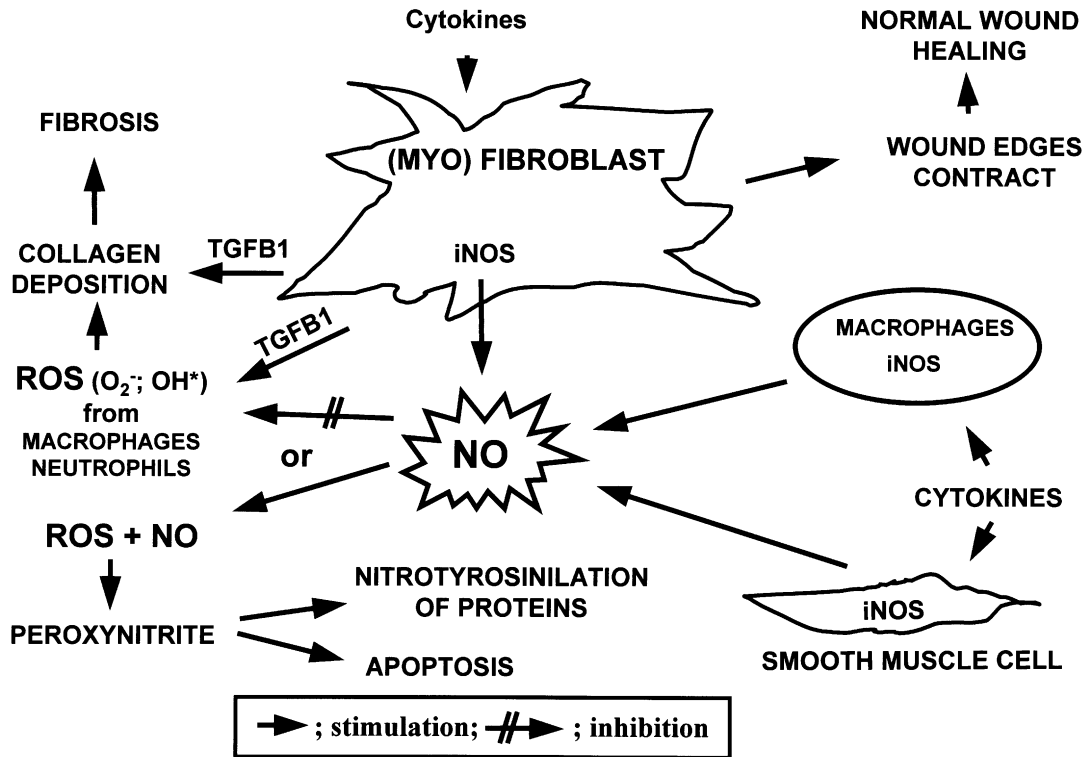 Cytokines
NORMAL WOUND
HEALING
FIBROSIS
(MYO) FIBROBLAST
WOUND EDGES
CONTRACT
COLLAGEN
DEPOSITION
TGFB1
iNOS
TGFB1
MACROPHAGES
iNOS
ROS (O₂⁻; OH*)
from
MACROPHAGES
NEUTROPHILS
or
NO
CYTOKINES
ROS + NO
NITROTYROSINILATION
OF PROTEINS
iNOS
PEROXYNITRITE
APOPTOSIS
SMOOTH MUSCLE CELL
; stimulation; ; inhibition